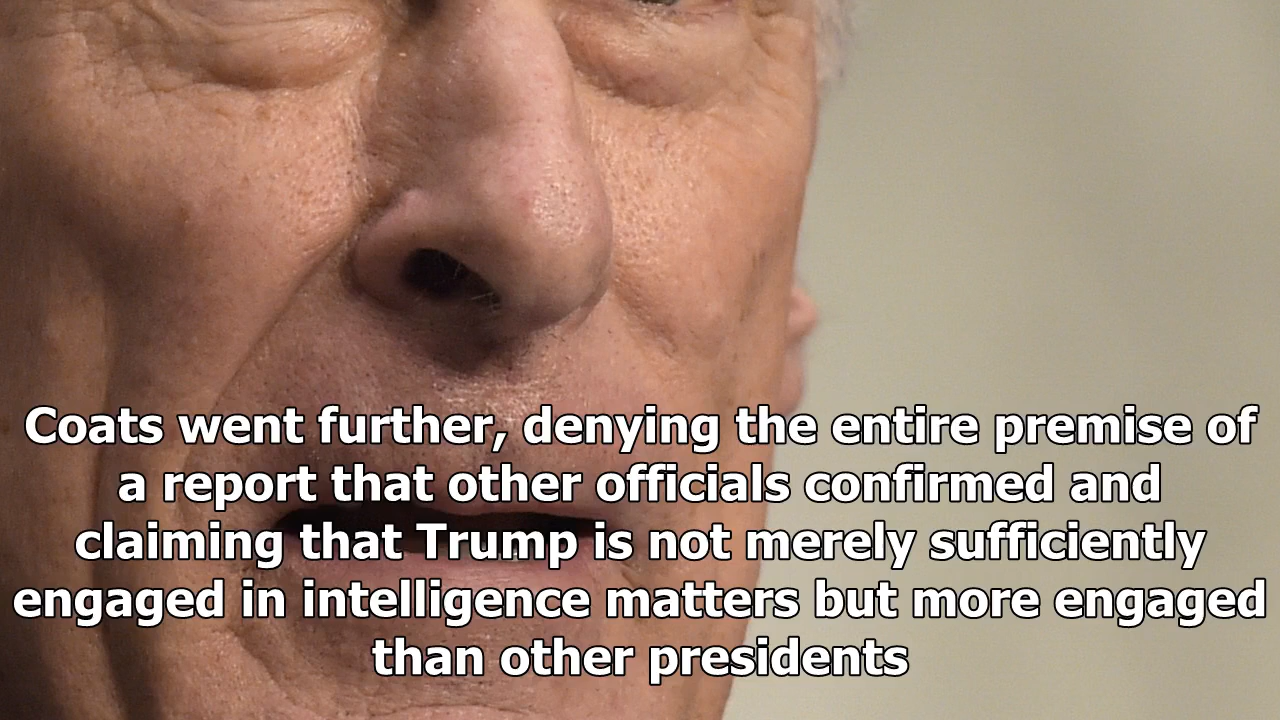 Coats went further, denying the entire premise of
a report that other officials confirmed and
claiming that Trump is not merely sufficiently
engaged in intelligence matters but more engaged
than other presidents